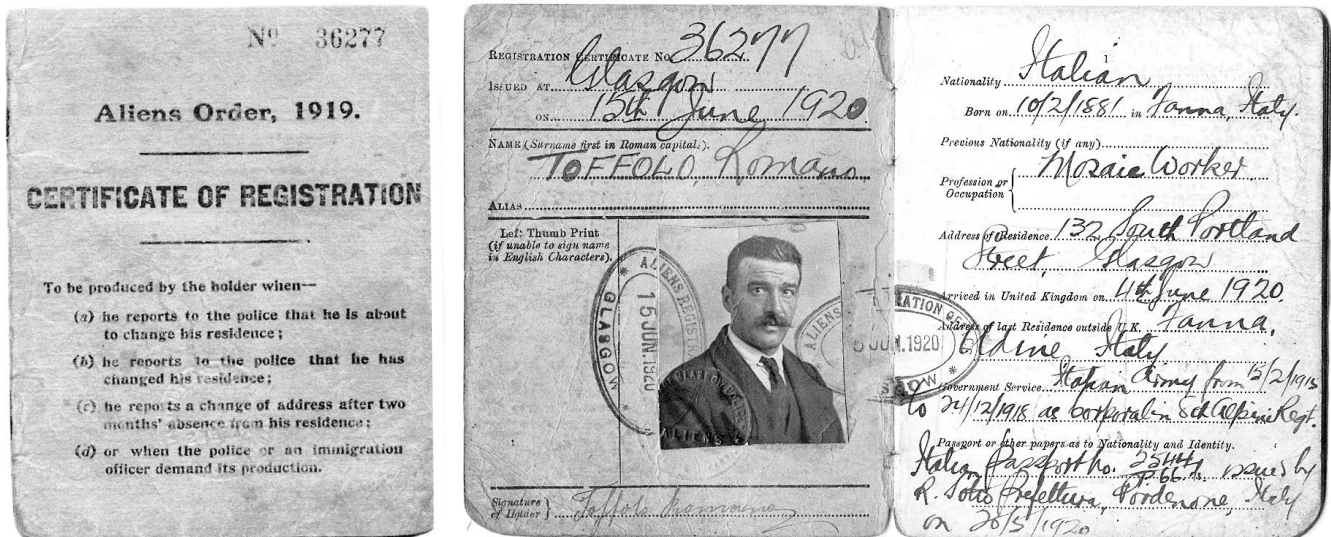 Nº 36277
Aliens Order, 1919.
CERTIFICATE OF REGISTRATION
To be produced by the holder when—
(a) he reports to the police that he is about
to change his residence;
(b) he reports to the police that he has
changed his residence;
(c) he reports a change of address after two
months' absence from his residence;
(d) or when the police or an immigration
officer demand its production.
REGISTRATION CERTIFICATE No. 36277
ISSUED AT Glasgow
ON 15th June 1920
NAME (Surname first in Roman capitals).
TOFFOLO, Romano
ALIAS
Left Thumb Print
(if unable to sign name
in English Characters).
ALIENS REGISTRATION
GLASGOW
15 JUN.1920
ALIENS
JUN.1920
Signature
of Holder } Toffolo Romano
Nationality Italian
Born on 10/2/1881 in Fanna, Italy.
Previous Nationality (if any)
Profession or
Occupation { Mosaic Worker
Address of Residence 132 South Portland
Street, Glasgow
Arrived in United Kingdom on 4th June 1920.
Address of last Residence outside U.K. Fanna,
Udine Italy
Government Service Italian Army from 15/2/1915
to 24/12/1918 as Corporal in 8th Alpini Regt.
Passport or other papers as to Nationality and Identity.
Italian Passport no. issued by
R. Sotto Prefettura, Pordenone, Italy
on 20/5/1920